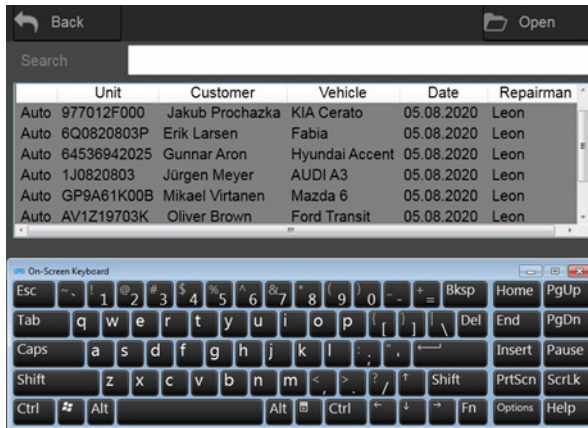 Back Open
Search
Unit Customer Vehicle Date Repairman
Auto 977012F000 Jakub Prochazka KIA Cerato 05.08.2020 Leon
Auto 6Q0820803P Erik Larsen Fabia 05.08.2020 Leon
Auto 64536942025 Gunnar Aron Hyundai Accent 05.08.2020 Leon
Auto 1J0820803 Jürgen Meyer AUDI A3 05.08.2020 Leon
Auto GP9A61K00B Mikael Virtanen Mazda 6 05.08.2020 Leon
Auto AV1Z19703K Oliver Brown Ford Transit 05.08.2020 Leon
On-Screen Keyboard
Esc ~ ` ! 1 @ 2 # 3 $ 4 % 5 ^ 6 & 7 * 8 ( 9 ) 0 _ - + = Bksp Home PgUp
Tab q w e r t y u i o p { [ } ] | \ Del End PgDn
Caps a s d f g h j k l : ; " ' Insert Pause
Shift z x c v b n m < , > . ? / ↑ Shift PrtScn ScrLk
Ctrl Alt Alt Ctrl ← ↓ → Fn Options Help